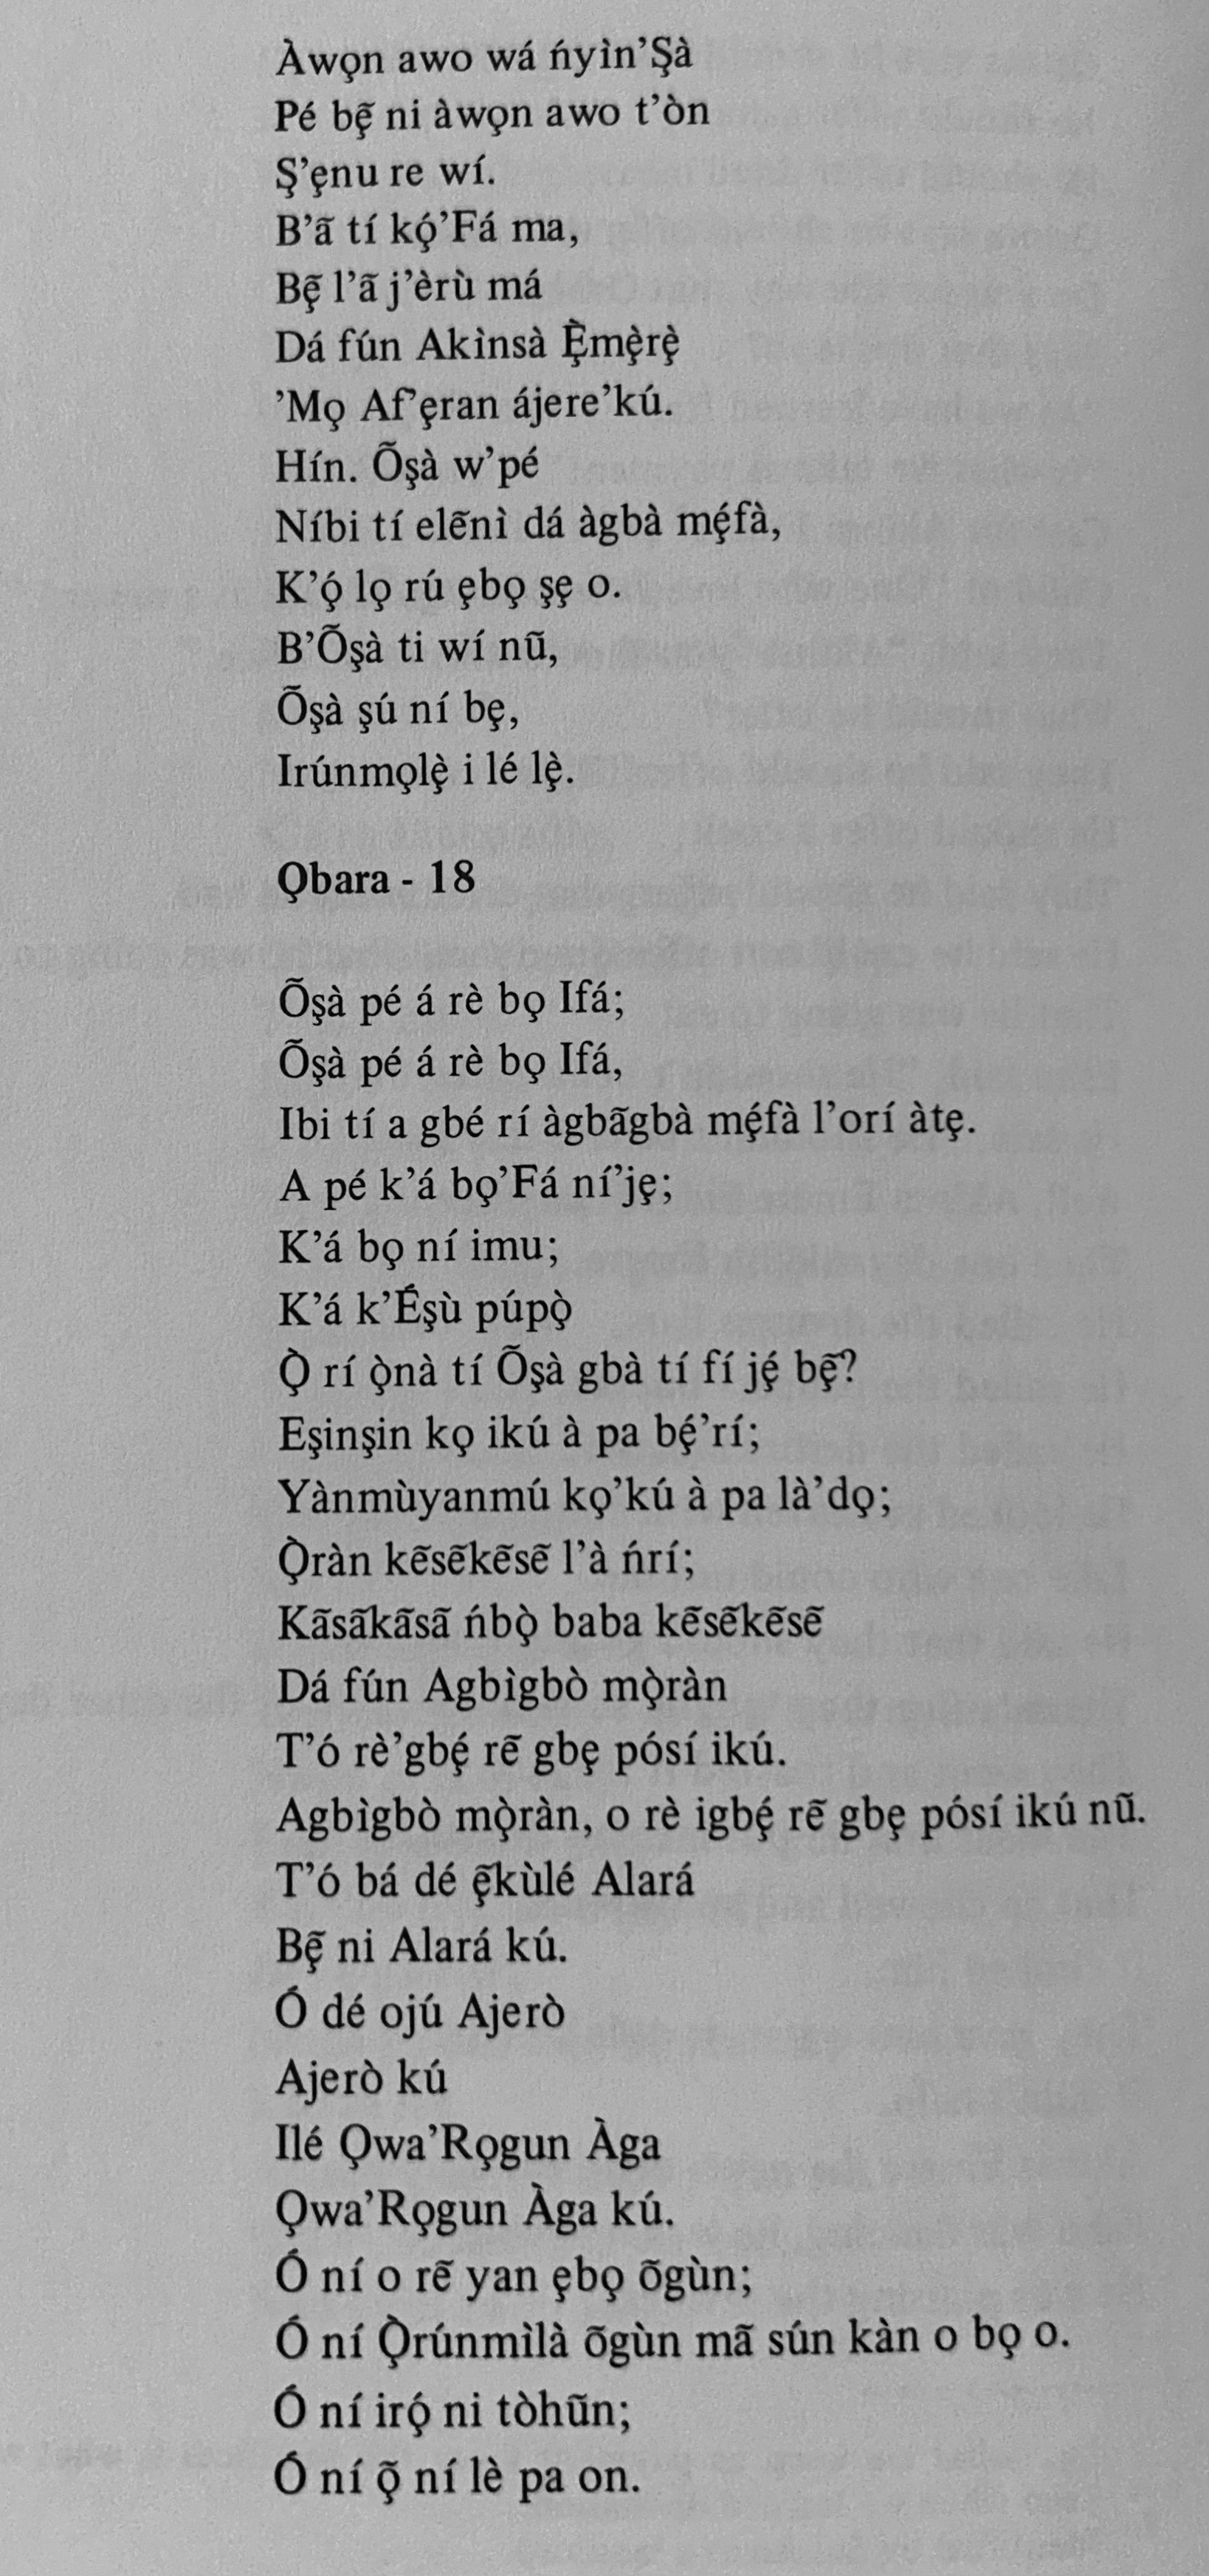 Àwọn awo wá ńyìn'Ṣà
Pé bẹ̃ ni àwọn awo t'òn
Ṣ'ẹnu re wí.
B'ã tí kọ́'Fá ma,
Bẹ̃ l'ã j'èrù má
Dá fún Akìnsà Ẹ̀mẹ̀rẹ̀
'Mọ Af'ẹran ájere'kú.
Hín. Õṣà w'pé
Níbi tí elẽnì dá àgbà mẹ́fà,
K'ọ́ lọ rú ẹbọ ṣẹ o.
B'Õṣà ti wí nũ,
Õṣà ṣú ní bẹ,
Irúnmọlẹ̀ i lé lẹ̀.
Ọbara - 18
Õṣà pé á rè bọ Ifá;
Õṣà pé á rè bọ Ifá,
Ibi tí a gbé rí àgbãgbà mẹ́fà l'orí àtẹ.
A pé k'á bọ'Fá ní'jẹ;
K'á bọ ní imu;
K'á k'Éṣù púpọ̀
Ọ̀ rí ọ̀nà tí Õṣà gbà tí fí jẹ́ bẹ̃?
Eṣinṣin kọ ikú à pa bẹ́'rí;
Yànmùyanmú kọ'kú à pa là'dọ;
Ọ̀ràn kẽsẽkẽsẽ l'à ńrí;
Kãsãkãsã ńbọ̀ baba kẽsẽkẽsẽ
Dá fún Agbìgbò mọ̀ràn
T'ó rè'gbẹ́ rẽ gbẹ pósí ikú.
Agbìgbò mọ̀ràn, o rè igbẹ́ rẽ gbẹ pósí ikú nũ.
T'ó bá dé ẹ̃kùlé Alará
Bẹ̃ ni Alará kú.
Ó dé ojú Ajerò
Ajerò kú
Ilé Ọwa'Rọgun Àga
Ọwa'Rọgun Àga kú.
Ó ní o rẽ yan ẹbọ õgùn;
Ó ní Ọ̀rúnmìlà õgùn mã sún kàn o bọ o.
Ó ní irọ́ ni tòhũn;
Ó ní ọ̃ ní lè pa on.